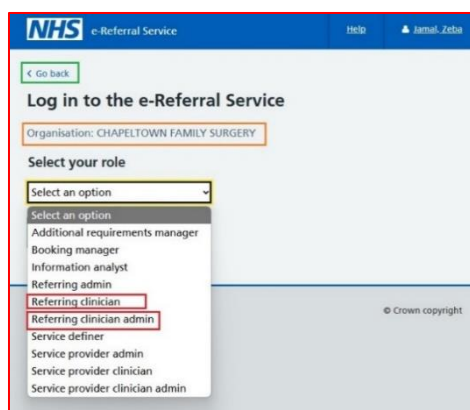 NHS e-Referral Service Help Jamal, Zeba
< Go back
Log in to the e-Referral Service
Organisation: CHAPELTOWN FAMILY SURGERY
Select your role
Select an option
Select an option
Additional requirements manager
Booking manager
Information analyst
Referring admin
Referring clinician
Referring clinician admin
© Crown copyright
Service definer
Service provider admin
Service provider clinician
Service provider clinician admin